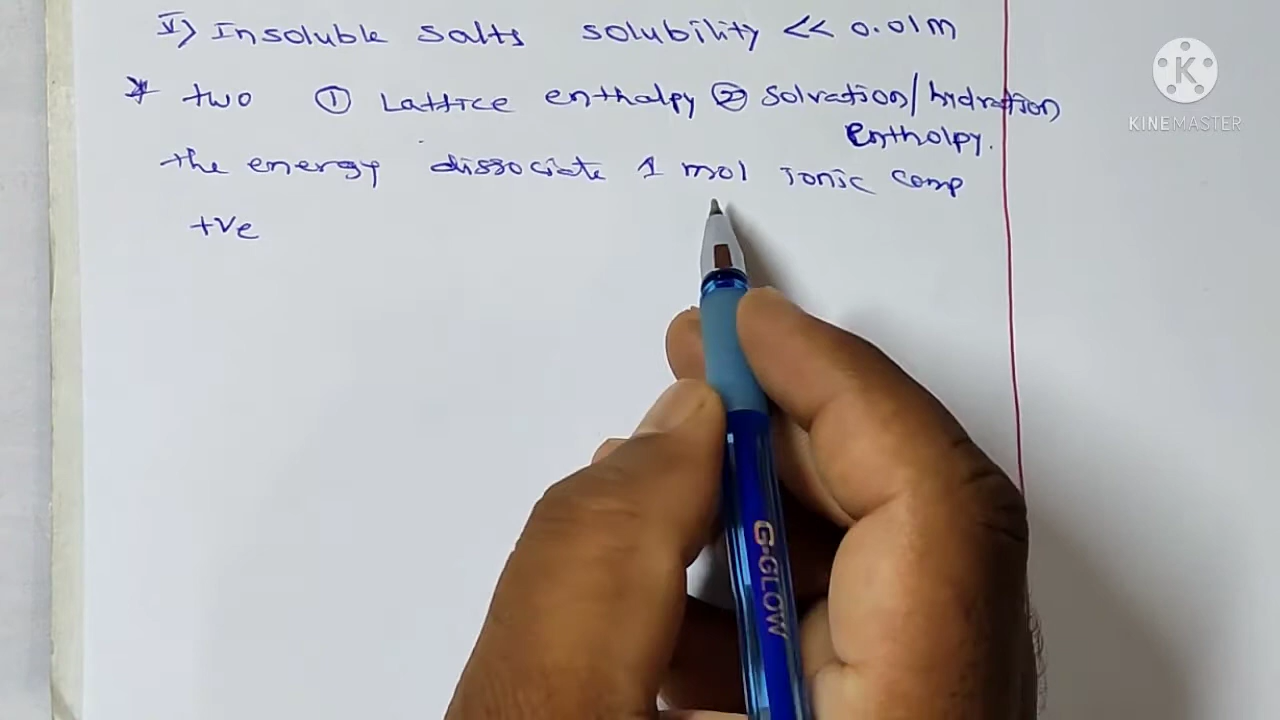 I) Insoluble salts solubility << 0.01M
* two ① Lattice enthalpy ② Solvation/hydration
Enthalpy.
the energy dissociate 1 mol ionic comp
+ve
K
KINEMASTER
G-GLOW